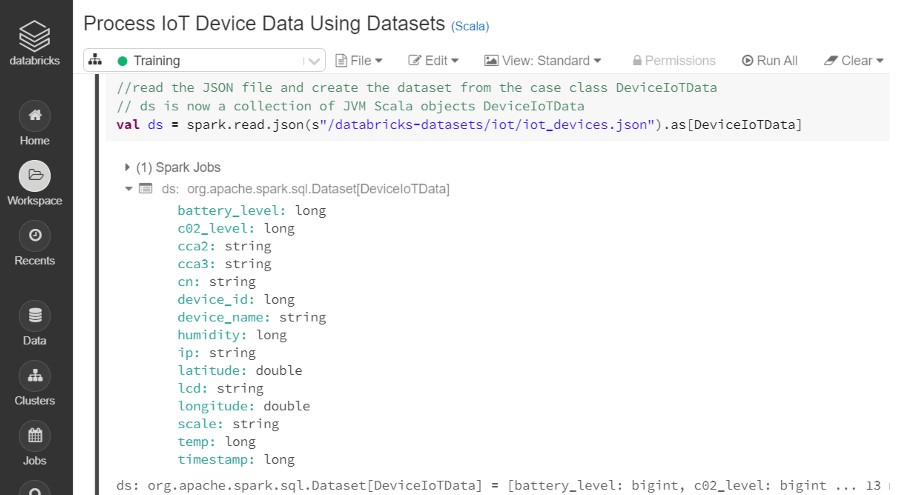 databricks
Home
Workspace
Recents
Data
Clusters
Jobs
Process IoT Device Data Using Datasets (Scala)
Training
File
Edit
View: Standard
Permissions
Run All
Clear
//read the JSON file and create the dataset from the case class DeviceIoTData
// ds is now a collection of JVM Scala objects DeviceIoTData
val ds = spark.read.json(s"/databricks-datasets/iot/iot_devices.json").as[DeviceIoTData]
(1) Spark Jobs
ds: org.apache.spark.sql.Dataset[DeviceIoTData]
battery_level: long
c02_level: long
cca2: string
cca3: string
cn: string
device_id: long
device_name: string
humidity: long
ip: string
latitude: double
lcd: string
longitude: double
scale: string
temp: long
timestamp: long
ds: org.apache.spark.sql.Dataset[DeviceIoTData] = [battery_level: bigint, c02_level: bigint ... 13